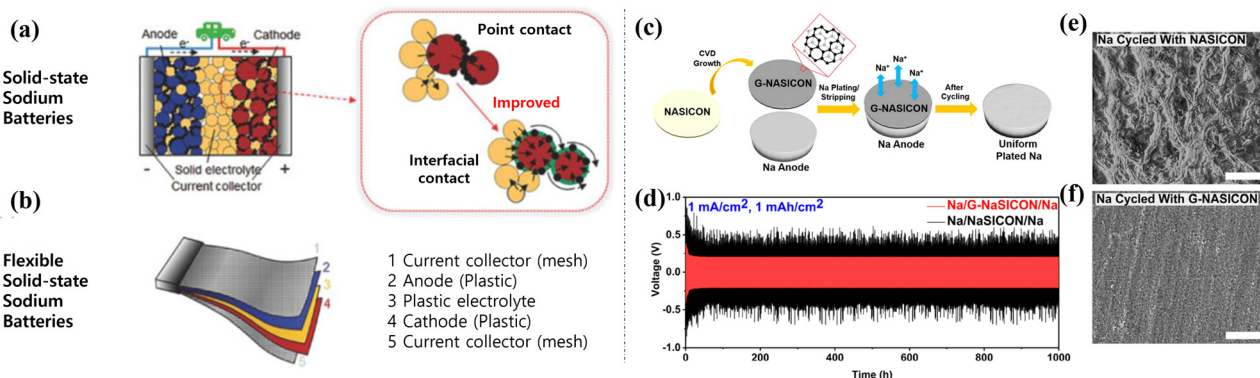 (a)
Solid-state
Sodium
Batteries
Anode
Cathode
e-
e-
Solid electrolyte
-
Current collector
+
Point contact
Improved
Interfacial
contact
(b)
Flexible
Solid-state
Sodium
Batteries
1
2
3
4
5
1 Current collector (mesh)
2 Anode (Plastic)
3 Plastic electrolyte
4 Cathode (Plastic)
5 Current collector (mesh)
(c)
CVD
Growth
NASICON
G-NASICON
Na Anode
Na Plating/
Stripping
Na+
Na+
Na+
G-NASICON
Na Anode
After
Cycling
Uniform
Plated Na
(d)
1 mA/cm2, 1 mAh/cm2
Na/G-NaSICON/Na
Na/NaSICON/Na
Voltage (V)
1.0
0.5
0.0
-0.5
-1.0
0
200
400
600
800
1000
Time (h)
(e)
Na Cycled With NASICON
(f)
Na Cycled With G-NASICON